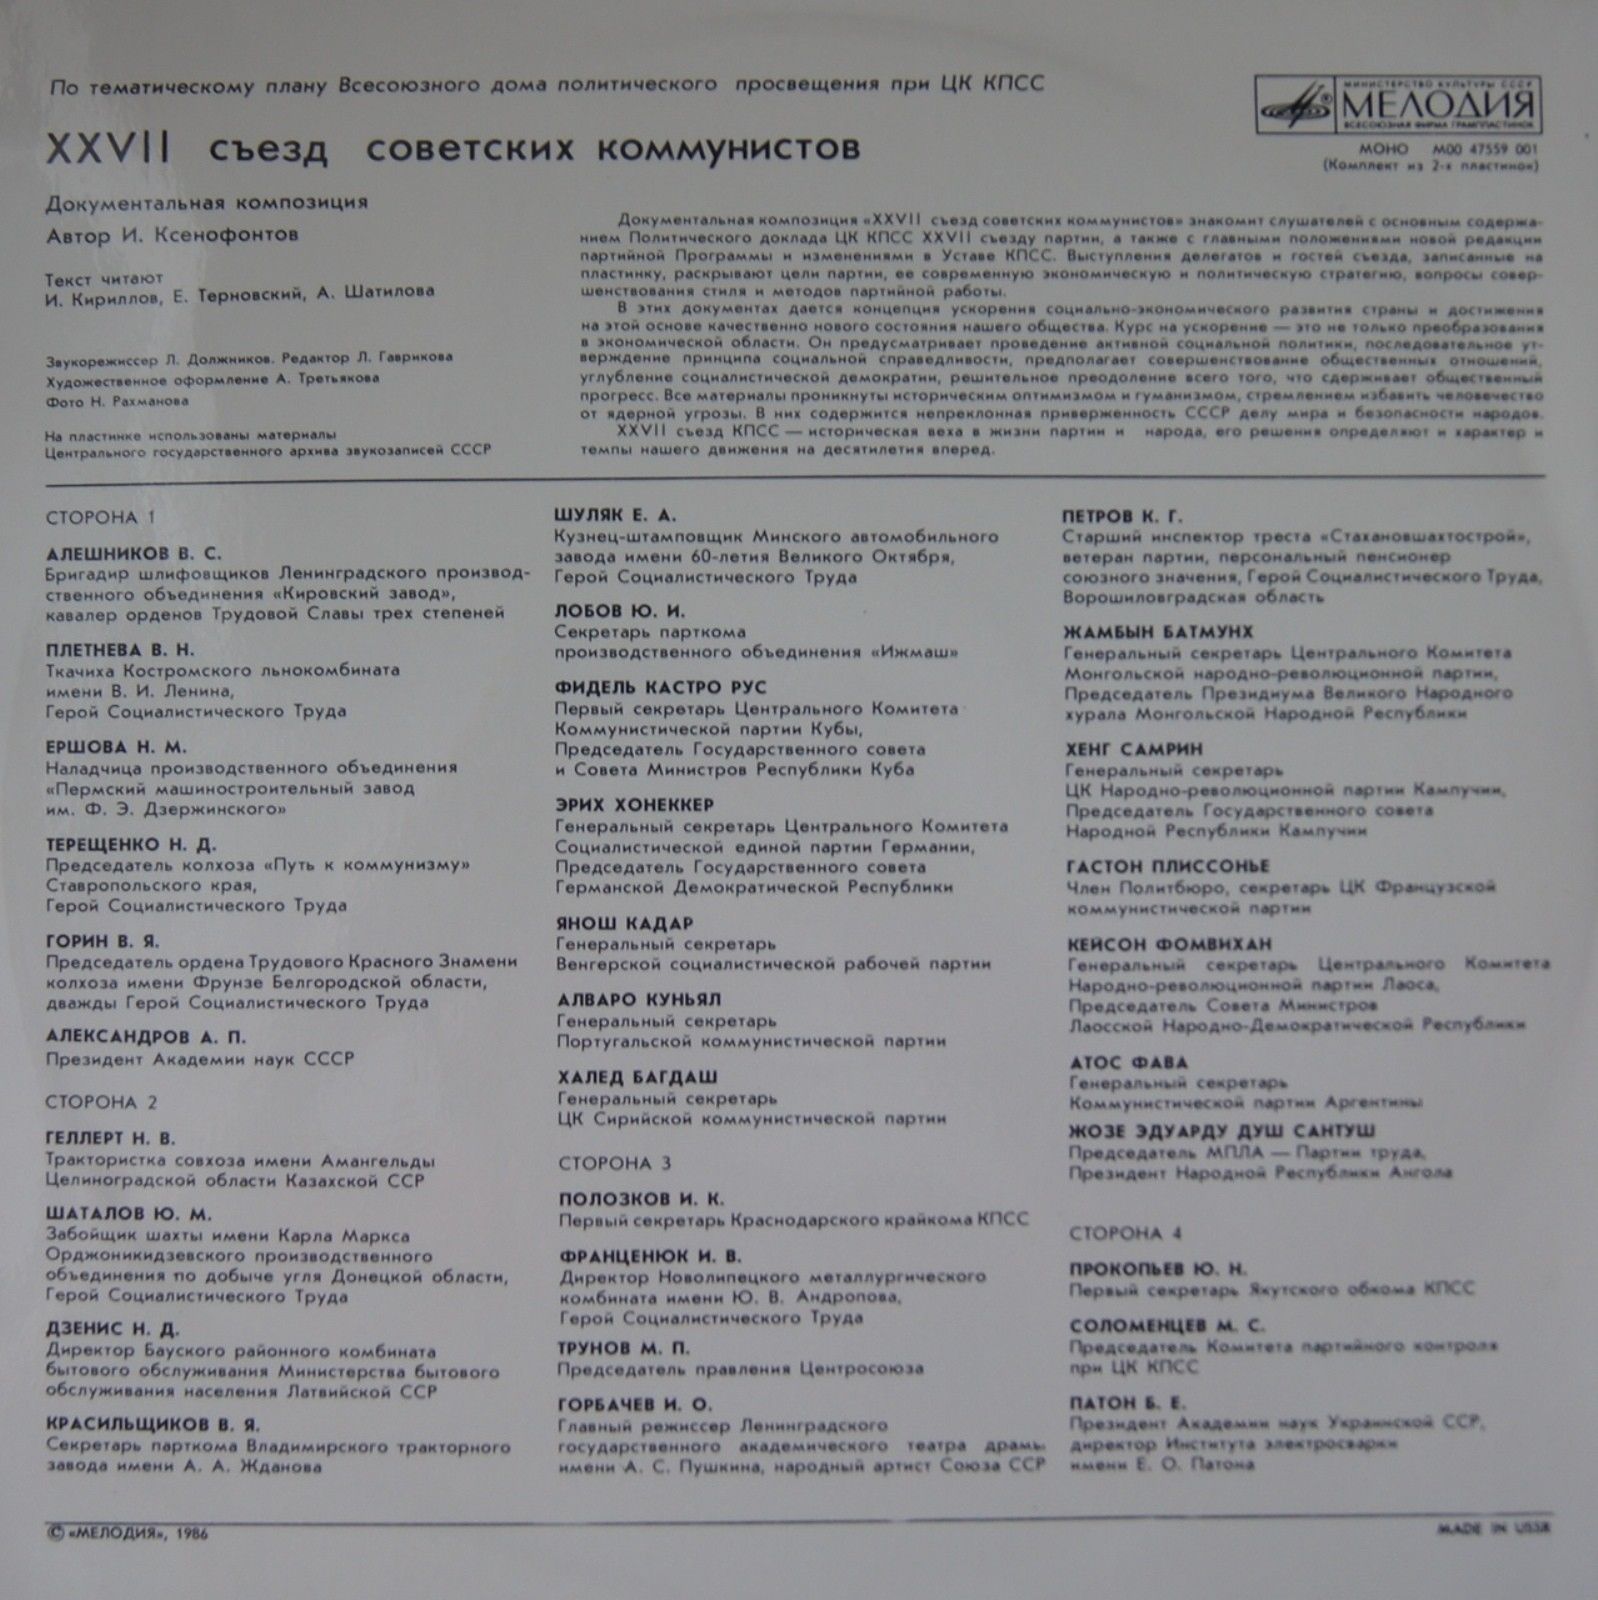 По тематическому плану Всесоюзного дома политического просвещения при ЦК КПСС
МИНИСТЕРСТВО КУЛЬТУРЫ СССР
МЕЛОДИЯ
ВСЕСОЮЗНАЯ ФИРМА ГРАМПЛАСТИНОК
МОНО М00 47559 001
(Комплект из 2-х пластинок)
XXVII съезд советских коммунистов
Документальная композиция
Автор И. Ксенофонтов
Текст читают
И. Кириллов, Е. Терновский, А. Шатилова
Звукорежиссер Л. Должников. Редактор Л. Гаврикова
Художественное оформление А. Третьякова
Фото Н. Рахманова
На пластинке использованы материалы
Центрального государственного архива звукозаписей СССР
Документальная композиция «XXVII съезд советских коммунистов» знакомит слушателей с основным содержа-
нием Политического доклада ЦК КПСС XXVII съезду партии, а также с главными положениями новой редакции
партийной Программы и изменениями в Уставе КПСС. Выступления делегатов и гостей съезда, записанные на
пластинку, раскрывают цели партии, ее современную экономическую и политическую стратегию, вопросы совер-
шенствования стиля и методов партийной работы.
В этих документах дается концепция ускорения социально-экономического развития страны и достижения
на этой основе качественно нового состояния нашего общества. Курс на ускорение — это не только преобразования
в экономической области. Он предусматривает проведение активной социальной политики, последовательное ут-
верждение принципа социальной справедливости, предполагает совершенствование общественных отношений,
углубление социалистической демократии, решительное преодоление всего того, что сдерживает общественный
прогресс. Все материалы проникнуты историческим оптимизмом и гуманизмом, стремлением избавить человечество
от ядерной угрозы. В них содержится непреклонная приверженность СССР делу мира и безопасности народов.
XXVII съезд КПСС — историческая веха в жизни партии и народа, его решения определяют и характер и
темпы нашего движения на десятилетия вперед.
СТОРОНА 1
АЛЕШНИКОВ В. С.
Бригадир шлифовщиков Ленинградского производ-
ственного объединения «Кировский завод»,
кавалер орденов Трудовой Славы трех степеней
ПЛЕТНЕВА В. Н.
Ткачиха Костромского льнокомбината
имени В. И. Ленина,
Герой Социалистического Труда
ЕРШОВА Н. М.
Наладчица производственного объединения
«Пермский машиностроительный завод
им. Ф. Э. Дзержинского»
ТЕРЕЩЕНКО Н. Д.
Председатель колхоза «Путь к коммунизму»
Ставропольского края,
Герой Социалистического Труда
ГОРИН В. Я.
Председатель ордена Трудового Красного Знамени
колхоза имени Фрунзе Белгородской области,
дважды Герой Социалистического Труда
АЛЕКСАНДРОВ А. П.
Президент Академии наук СССР
СТОРОНА 2
ГЕЛЛЕРТ Н. В.
Трактористка совхоза имени Амангельды
Целиноградской области Казахской ССР
ШАТАЛОВ Ю. М.
Забойщик шахты имени Карла Маркса
Орджоникидзевского производственного
объединения по добыче угля Донецкой области,
Герой Социалистического Труда
ДЗЕНИС Н. Д.
Директор Бауского районного комбината
бытового обслуживания Министерства бытового
обслуживания населения Латвийской ССР
КРАСИЛЬЩИКОВ В. Я.
Секретарь парткома Владимирского тракторного
завода имени А. А. Жданова
ШУЛЯК Е. А.
Кузнец-штамповщик Минского автомобильного
завода имени 60-летия Великого Октября,
Герой Социалистического Труда
ЛОБОВ Ю. И.
Секретарь парткома
производственного объединения «Ижмаш»
ФИДЕЛЬ КАСТРО РУС
Первый секретарь Центрального Комитета
Коммунистической партии Кубы,
Председатель Государственного совета
и Совета Министров Республики Куба
ЭРИХ ХОНЕККЕР
Генеральный секретарь Центрального Комитета
Социалистической единой партии Германии,
Председатель Государственного совета
Германской Демократической Республики
ЯНОШ КАДАР
Генеральный секретарь
Венгерской социалистической рабочей партии
АЛВАРО КУНЬЯЛ
Генеральный секретарь
Португальской коммунистической партии
ХАЛЕД БАГДАШ
Генеральный секретарь
ЦК Сирийской коммунистической партии
СТОРОНА 3
ПОЛОЗКОВ И. К.
Первый секретарь Краснодарского крайкома КПСС
ФРАНЦЕНЮК И. В.
Директор Новолипецкого металлургического
комбината имени Ю. В. Андропова,
Герой Социалистического Труда
ТРУНОВ М. П.
Председатель правления Центросоюза
ГОРБАЧЕВ И. О.
Главный режиссер Ленинградского
государственного академического театра драмы
имени А. С. Пушкина, народный артист Союза ССР
ПЕТРОВ К. Г.
Старший инспектор треста «Стахановшахтострой»,
ветеран партии, персональный пенсионер
союзного значения, Герой Социалистического Труда,
Ворошиловградская область
ЖАМБЫН БАТМУНХ
Генеральный секретарь Центрального Комитета
Монгольской народно-революционной партии,
Председатель Президиума Великого Народного
хурала Монгольской Народной Республики
ХЕНГ САМРИН
Генеральный секретарь
ЦК Народно-революционной партии Кампучии,
Председатель Государственного совета
Народной Республики Кампучии
ГАСТОН ПЛИССОНЬЕ
Член Политбюро, секретарь ЦК Французской
коммунистической партии
КЕЙСОН ФОМВИХАН
Генеральный секретарь Центрального Комитета
Народно-революционной партии Лаоса,
Председатель Совета Министров
Лаосской Народно-Демократической Республики
АТОС ФАВА
Генеральный секретарь
Коммунистической партии Аргентины
ЖОЗЕ ЭДУАРДУ ДУШ САНТУШ
Председатель МПЛА — Партии труда,
Президент Народной Республики Ангола
СТОРОНА 4
ПРОКОПЬЕВ Ю. Н.
Первый секретарь Якутского обкома КПСС
СОЛОМЕНЦЕВ М. С.
Председатель Комитета партийного контроля
при ЦК КПСС
ПАТОН Б. Е.
Президент Академии наук Украинской ССР,
директор Института электросварки
имени Е. О. Патона
© «МЕЛОДИЯ», 1986
MADE IN USSR